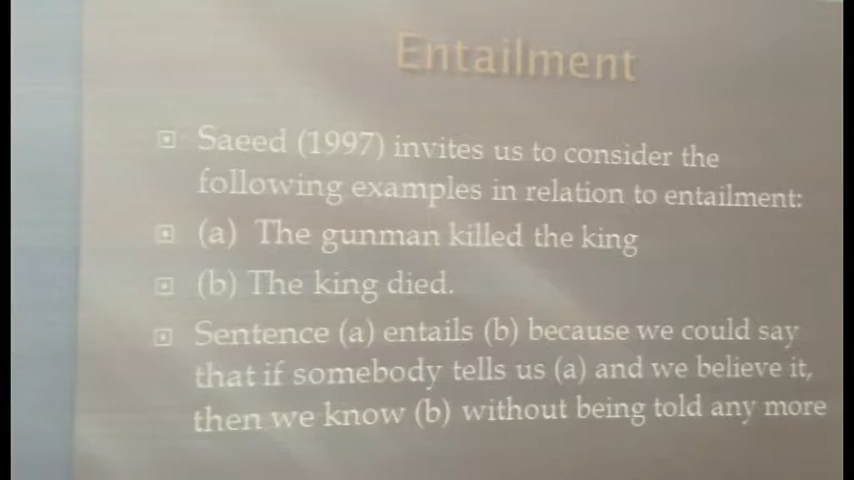 Entailment
Saeed (1997) invites us to consider the
following examples in relation to entailment:
(a) The gunman killed the king
(b) The king died.
Sentence (a) entails (b) because we could say
that if somebody tells us (a) and we believe it,
then we know (b) without being told any more